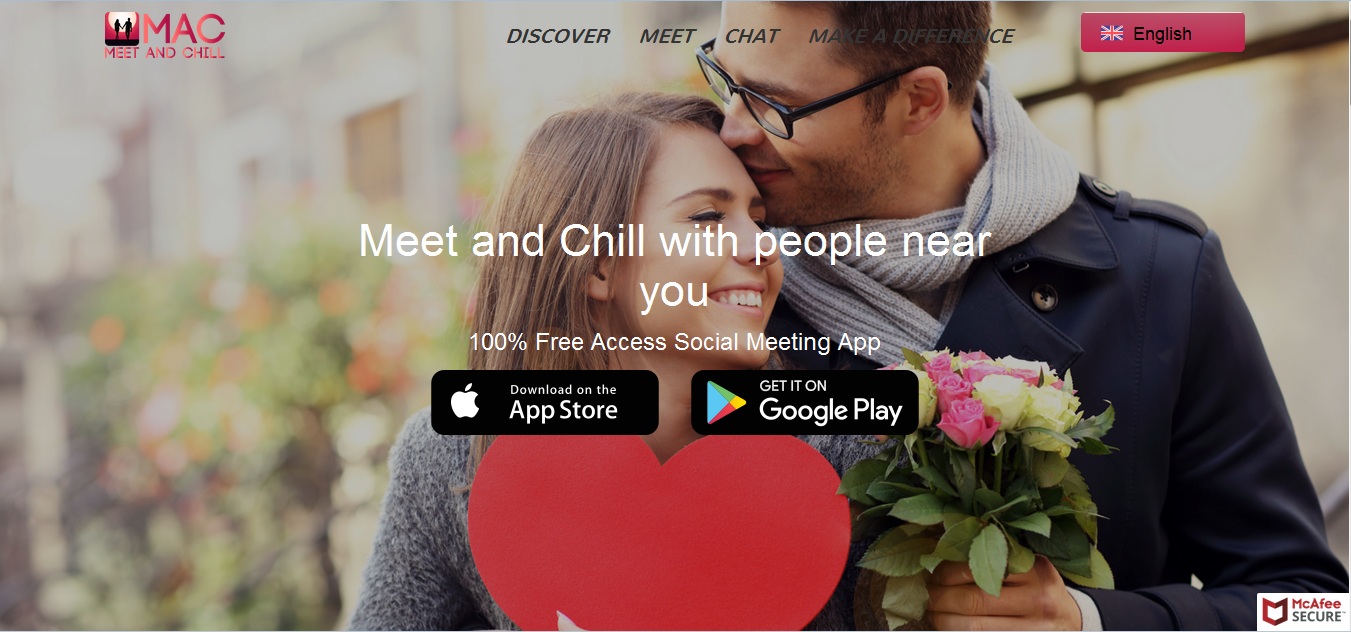 MAC
MEET AND CHILL
DISCOVER MEET CHAT MAKE A DIFFERENCE
English
Meet and Chill with people near
you
100% Free Access Social Meeting App
Download on the
App Store
GET IT ON
Google Play
McAfee
SECURE™